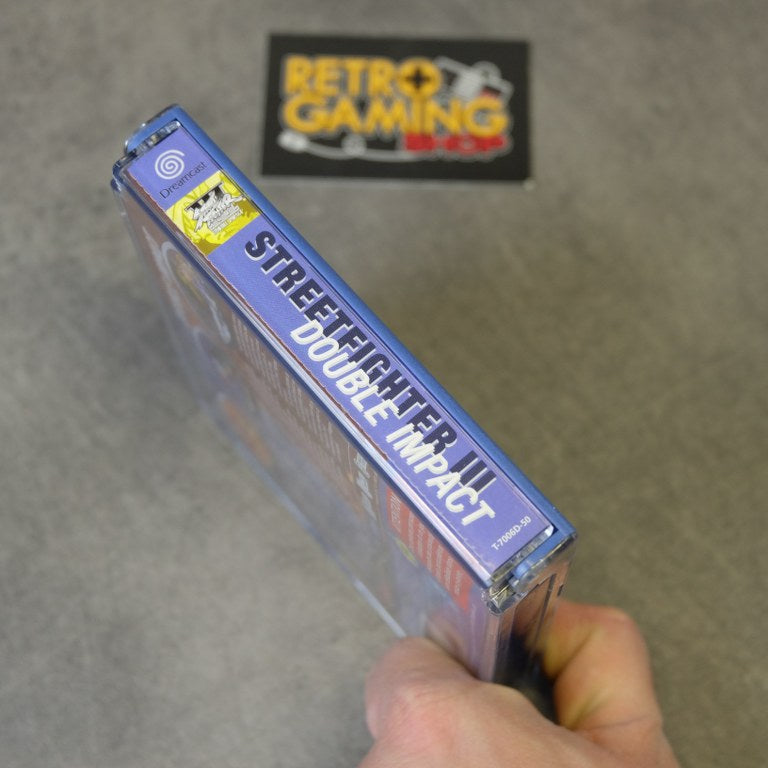 RETRO
GAMING
SHOP
Dreamcast
STREETFIGHTER III
DOUBLE IMPACT
T-7006D-50